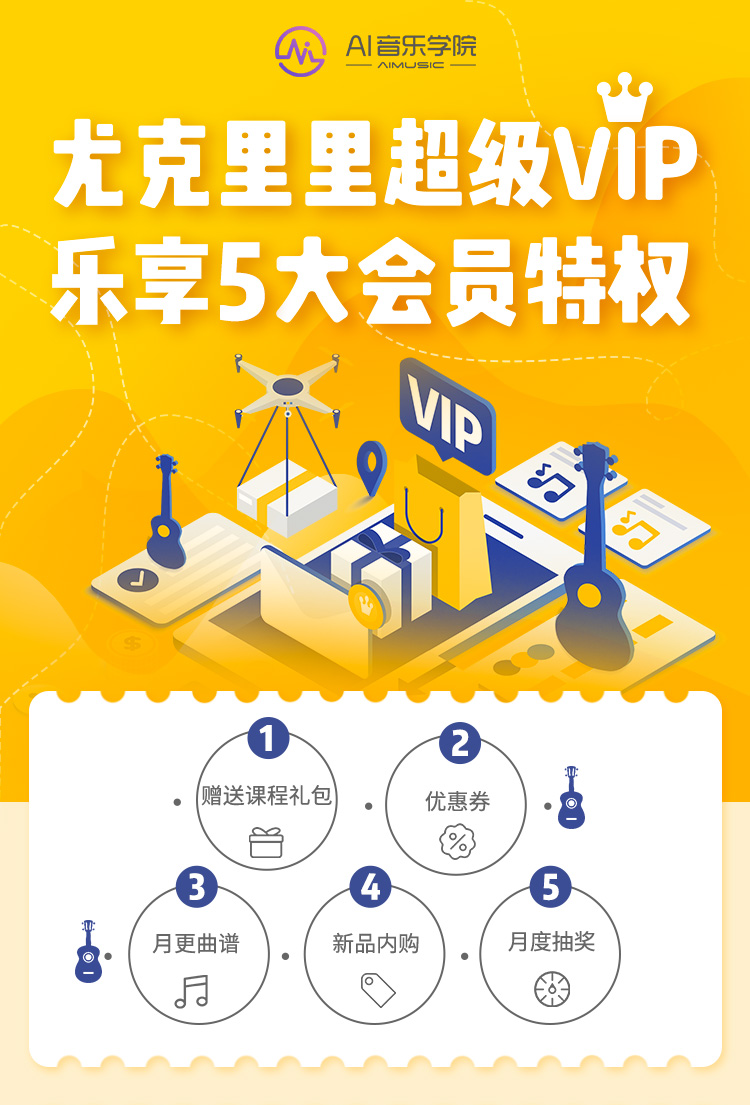 AI音乐学院
AIMUSIC
尤克里里超级VIP
乐享5大会员特权
VIP
1
赠送课程礼包
2
优惠券
3
月更曲谱
4
新品内购
5
月度抽奖